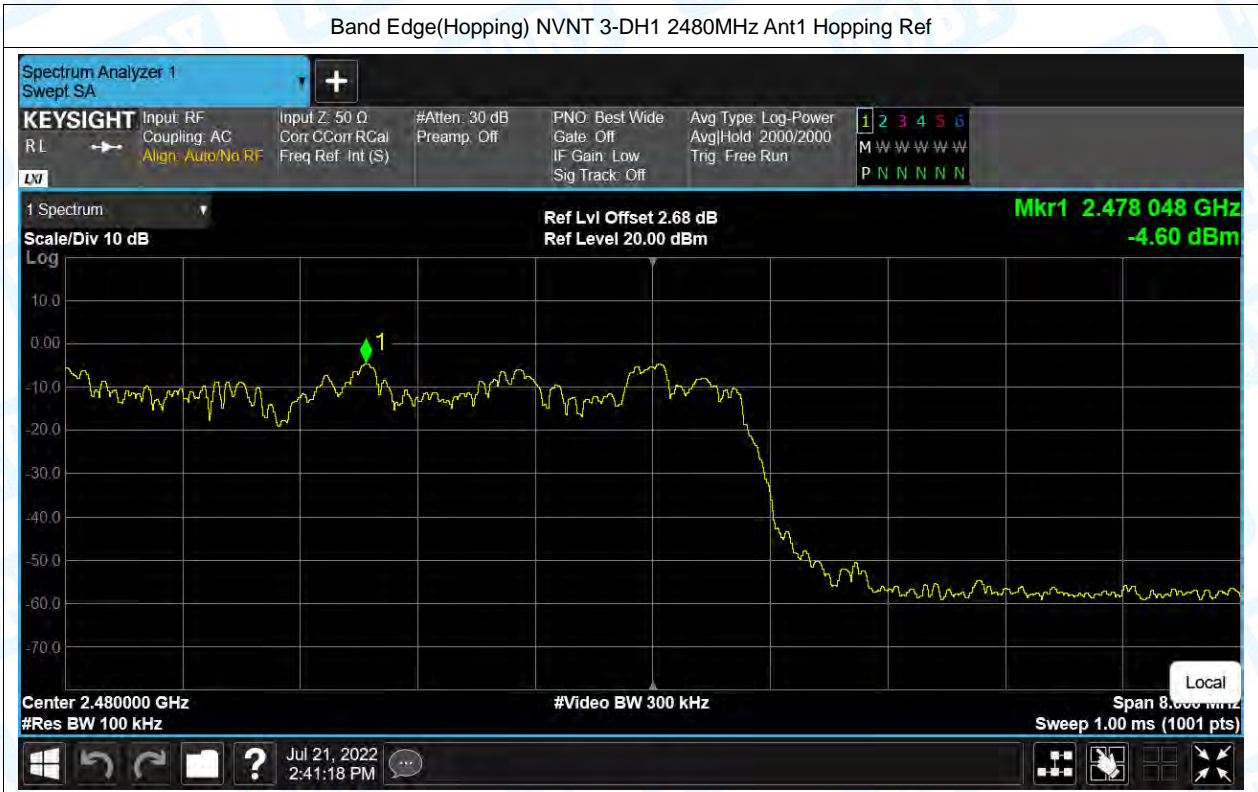 Band Edge(Hopping) NVNT 3-DH1 2480MHz Ant1 Hopping Ref
Spectrum Analyzer 1
Swept SA
KEYSIGHT
RL
LXI
Input: RF
Coupling: AC
Align: Auto/No RF
Input Z: 50 Ω
Corr CCorr RCal
Freq Ref: Int (S)
#Atten: 30 dB
Preamp: Off
PNO: Best Wide
Gate: Off
IF Gain: Low
Sig Track: Off
Avg Type: Log-Power
Avg|Hold: 2000/2000
Trig: Free Run
1 2 3 4 5 6
M W W W W W
P N N N N N
1 Spectrum
Scale/Div 10 dB
Ref Lvl Offset 2.68 dB
Ref Level 20.00 dBm
Mkr1 2.478 048 GHz
-4.60 dBm
Log
10.0
0.00
-10.0
-20.0
-30.0
-40.0
-50.0
-60.0
-70.0
1
Local
Center 2.480000 GHz
#Video BW 300 kHz
Span 8.000 MHz
#Res BW 100 kHz
Sweep 1.00 ms (1001 pts)
Jul 21, 2022
2:41:18 PM